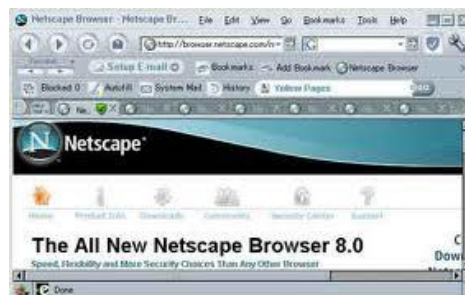 Netscape Browser - Netscape Br... File Edit View Go Bookmarks Tools Help
http://browser.netscape.com/n
Setup E-mail Bookmarks Add Bookmark Netscape Browser
Blocked 0 Autofill System Mail History Yellow Pages
Ne
N Netscape
Home Product Info Downloads Community Security Center Support
The All New Netscape Browser 8.0
Speed, Flexibility and More Security Choices Than Any Other Browser
Done